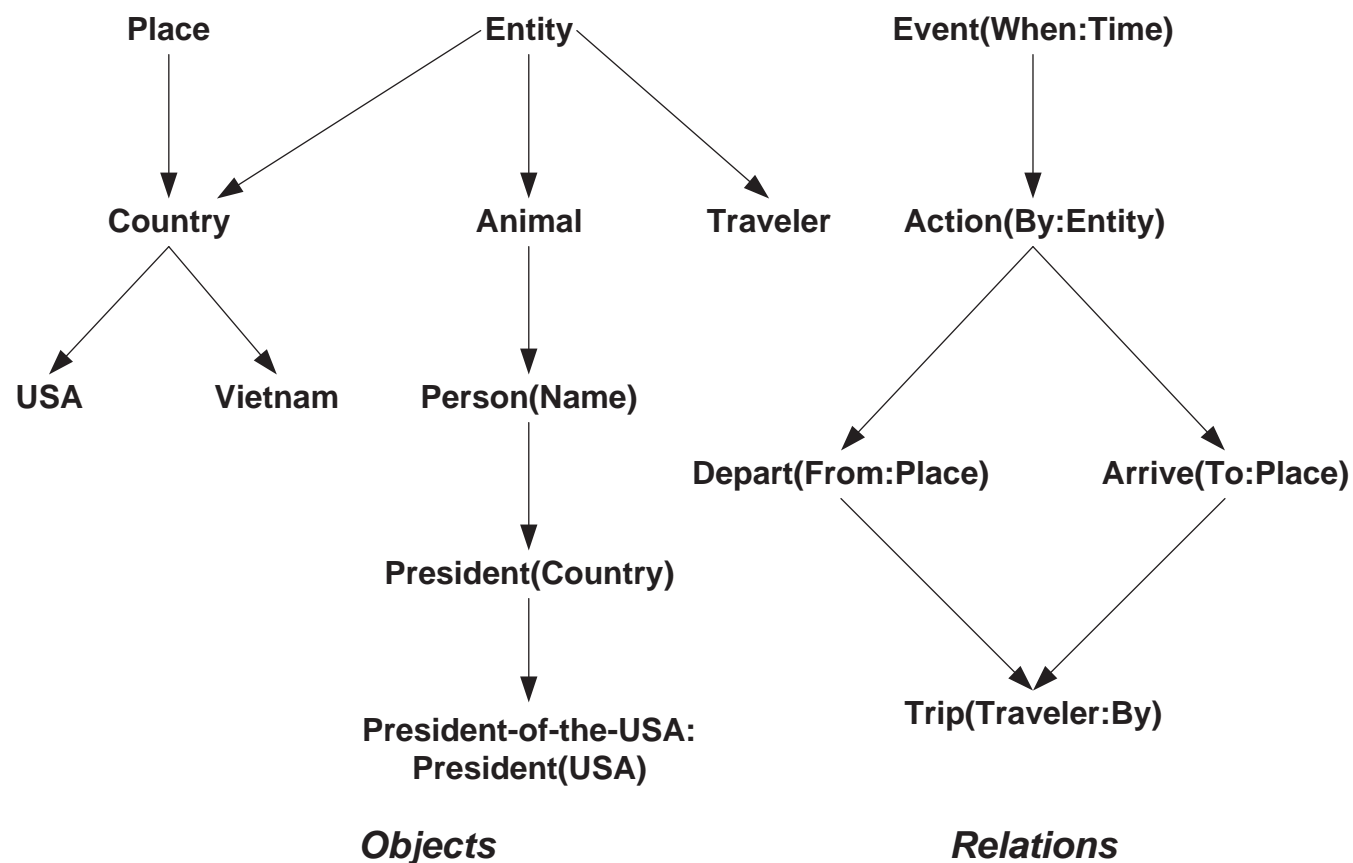 Place
Entity
Event(When:Time)
Country
Animal
Traveler
Action(By:Entity)
USA
Vietnam
Person(Name)
Depart(From:Place)
Arrive(To:Place)
President(Country)
Trip(Traveler:By)
President-of-the-USA:
President(USA)
Objects
Relations